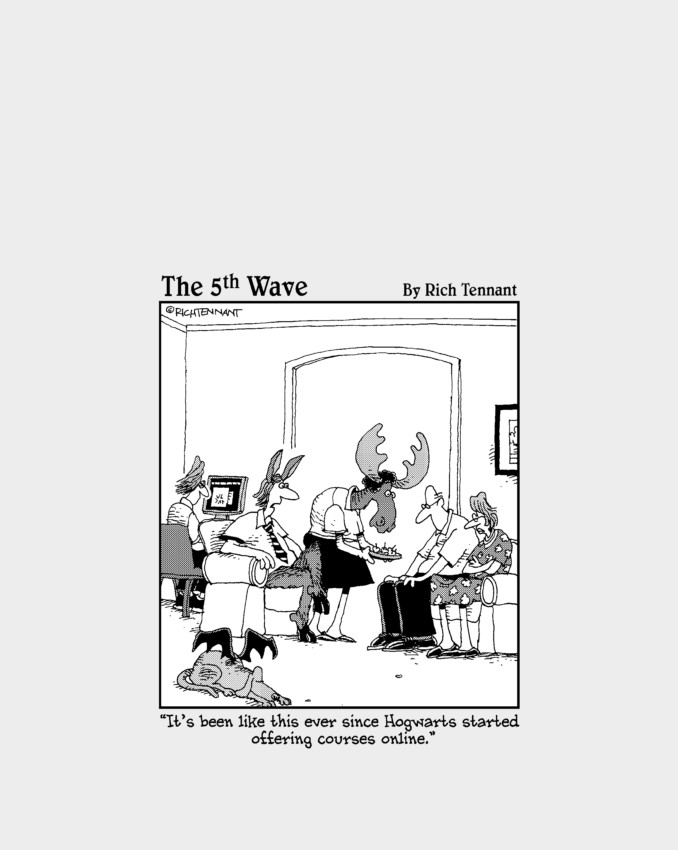 The 5th Wave
By Rich Tennant
©RICHTENNANT
"It's been like this ever since Hogwarts started
offering courses online."